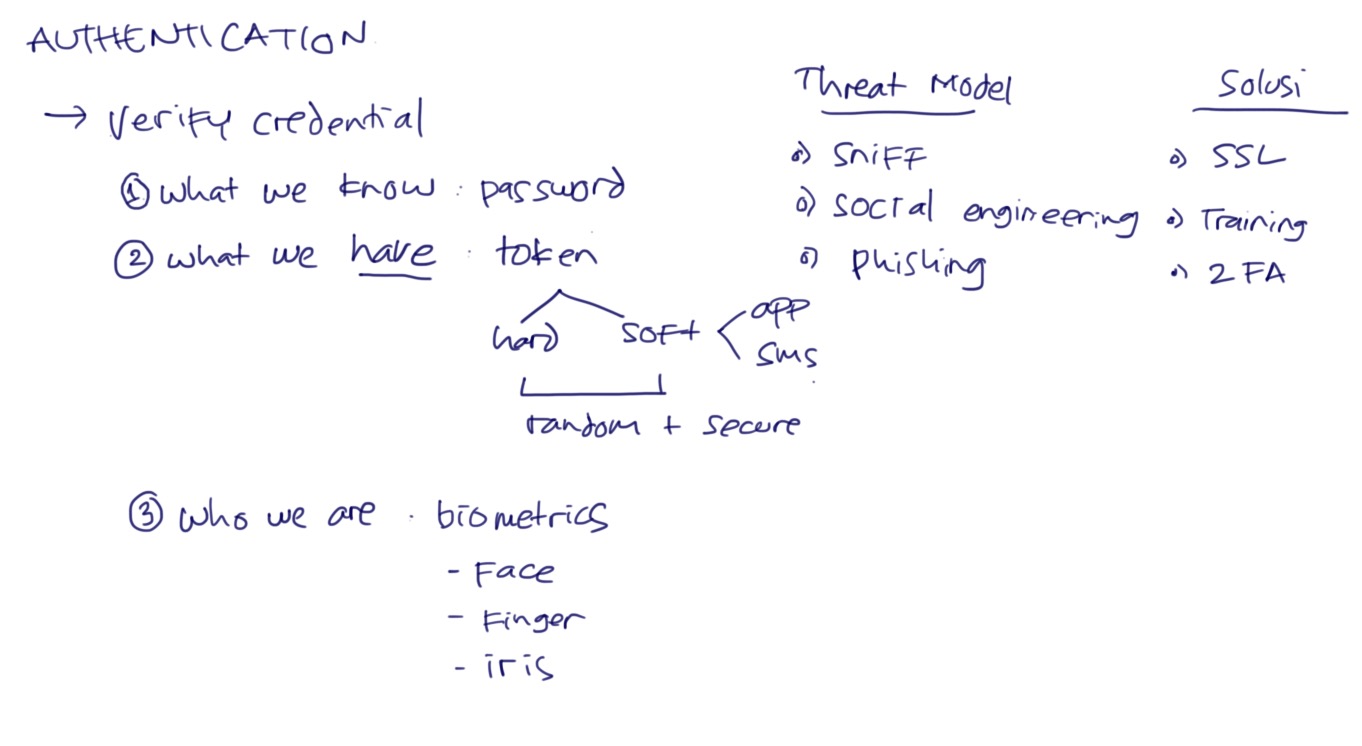 AUTHENTICATION
→ Verify credential
① what we know : password
② what we have : token
hard soft < app
sms
random + secure
③ who we are : biometrics
- Face
- Finger
- iris
Threat Model
o) Sniff
o) social engineering
o) Phishing
Solusi
o) SSL
o) Training
o) 2FA